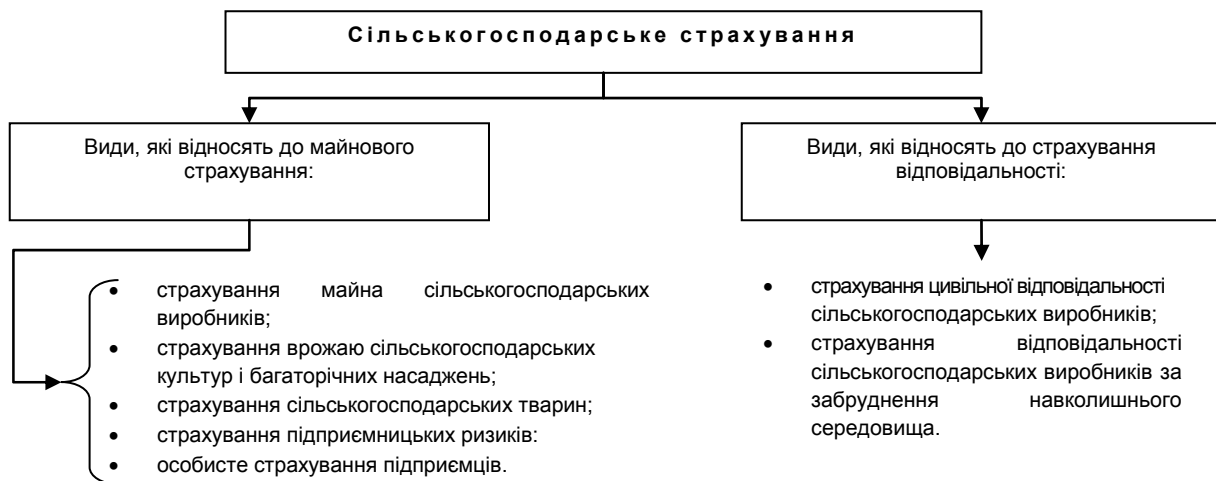 Сільськогосподарське страхування
Види, які відносять до майнового
страхування:
Види, які відносять до страхування
відповідальності:
• страхування майна сільськогосподарських
виробників;
• страхування врожаю сільськогосподарських
культур і багаторічних насаджень;
• страхування сільськогосподарських тварин;
• страхування підприємницьких ризиків:
• особисте страхування підприємців.
• страхування цивільної відповідальності
сільськогосподарських виробників;
• страхування відповідальності
сільськогосподарських виробників за
забруднення навколишнього
середовища.